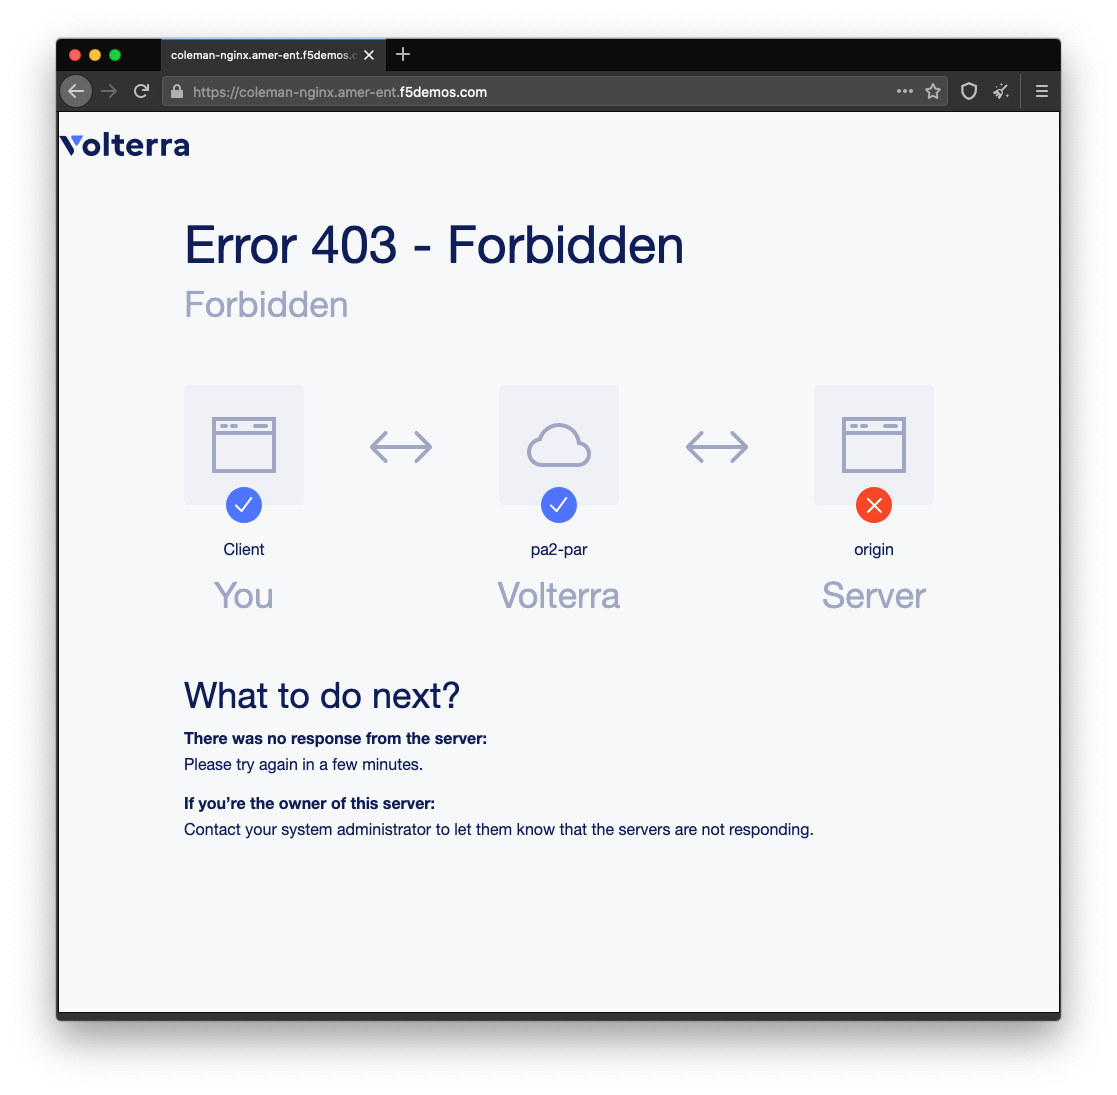 coleman-nginx.amer-ent.f5demos.c
https://coleman-nginx.amer-ent.f5demos.com
Volterra
Error 403 - Forbidden
Forbidden
Client
pa2-par
origin
You
Volterra
Server
What to do next?
There was no response from the server:
Please try again in a few minutes.
If you’re the owner of this server:
Contact your system administrator to let them know that the servers are not responding.